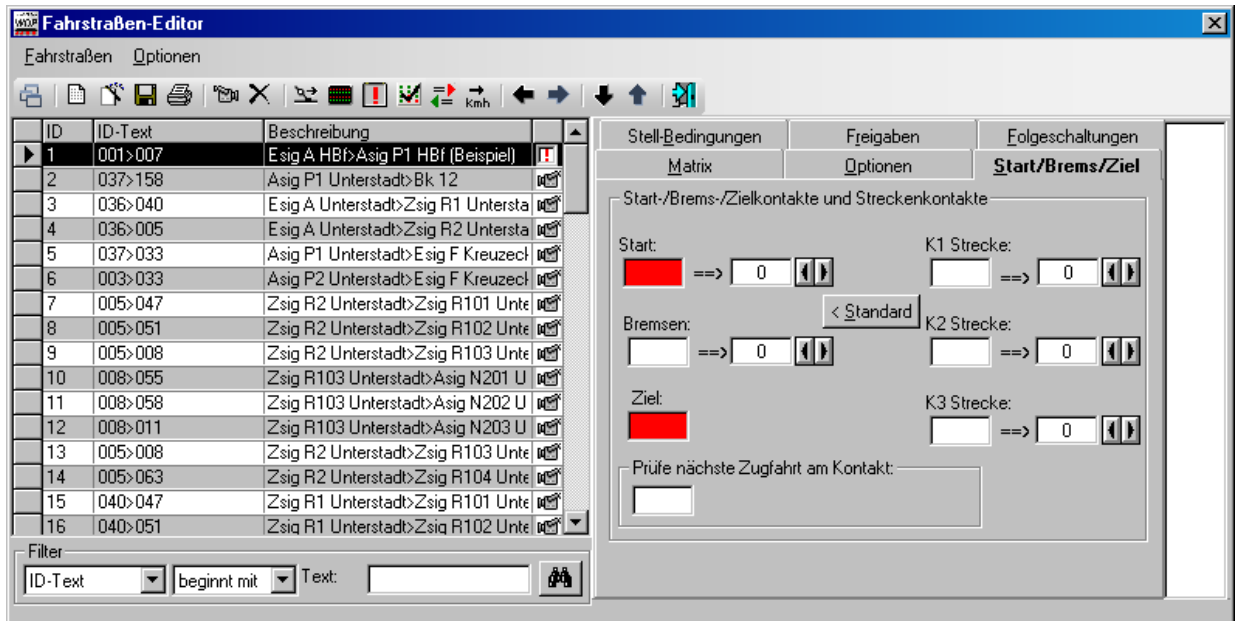 WDP Fahrstraßen-Editor
Fahrstraßen Optionen
Kmh
ID ID-Text Beschreibung
1 001>007 Esig A HBf>Asig P1 HBf (Beispiel)
2 037>158 Asig P1 Unterstadt>Bk 12
3 036>040 Esig A Unterstadt>Zsig R1 Untersta
4 036>005 Esig A Unterstadt>Zsig R2 Untersta
5 037>033 Asig P1 Unterstadt>Esig F Kreuzeck
6 003>033 Asig P2 Unterstadt>Esig F Kreuzeck
7 005>047 Zsig R2 Unterstadt>Zsig R101 Unte
8 005>051 Zsig R2 Unterstadt>Zsig R102 Unte
9 005>008 Zsig R2 Unterstadt>Zsig R103 Unte
10 008>055 Zsig R103 Unterstadt>Asig N201 U
11 008>058 Zsig R103 Unterstadt>Asig N202 U
12 008>011 Zsig R103 Unterstadt>Asig N203 U
13 005>008 Zsig R2 Unterstadt>Zsig R103 Unte
14 005>063 Zsig R2 Unterstadt>Zsig R104 Unte
15 040>047 Zsig R1 Unterstadt>Zsig R101 Unte
16 040>051 Zsig R1 Unterstadt>Zsig R102 Unte
Filter
ID-Text beginnt mit Text:
Stell-Bedingungen Freigaben Folgeschaltungen
Matrix Optionen Start/Brems/Ziel
Start-/Brems-/Zielkontakte und Streckenkontakte
Start: K1 Strecke:
==> 0 ==> 0
< Standard
Bremsen: K2 Strecke:
==> 0 ==> 0
Ziel: K3 Strecke:
==> 0
Prüfe nächste Zugfahrt am Kontakt: